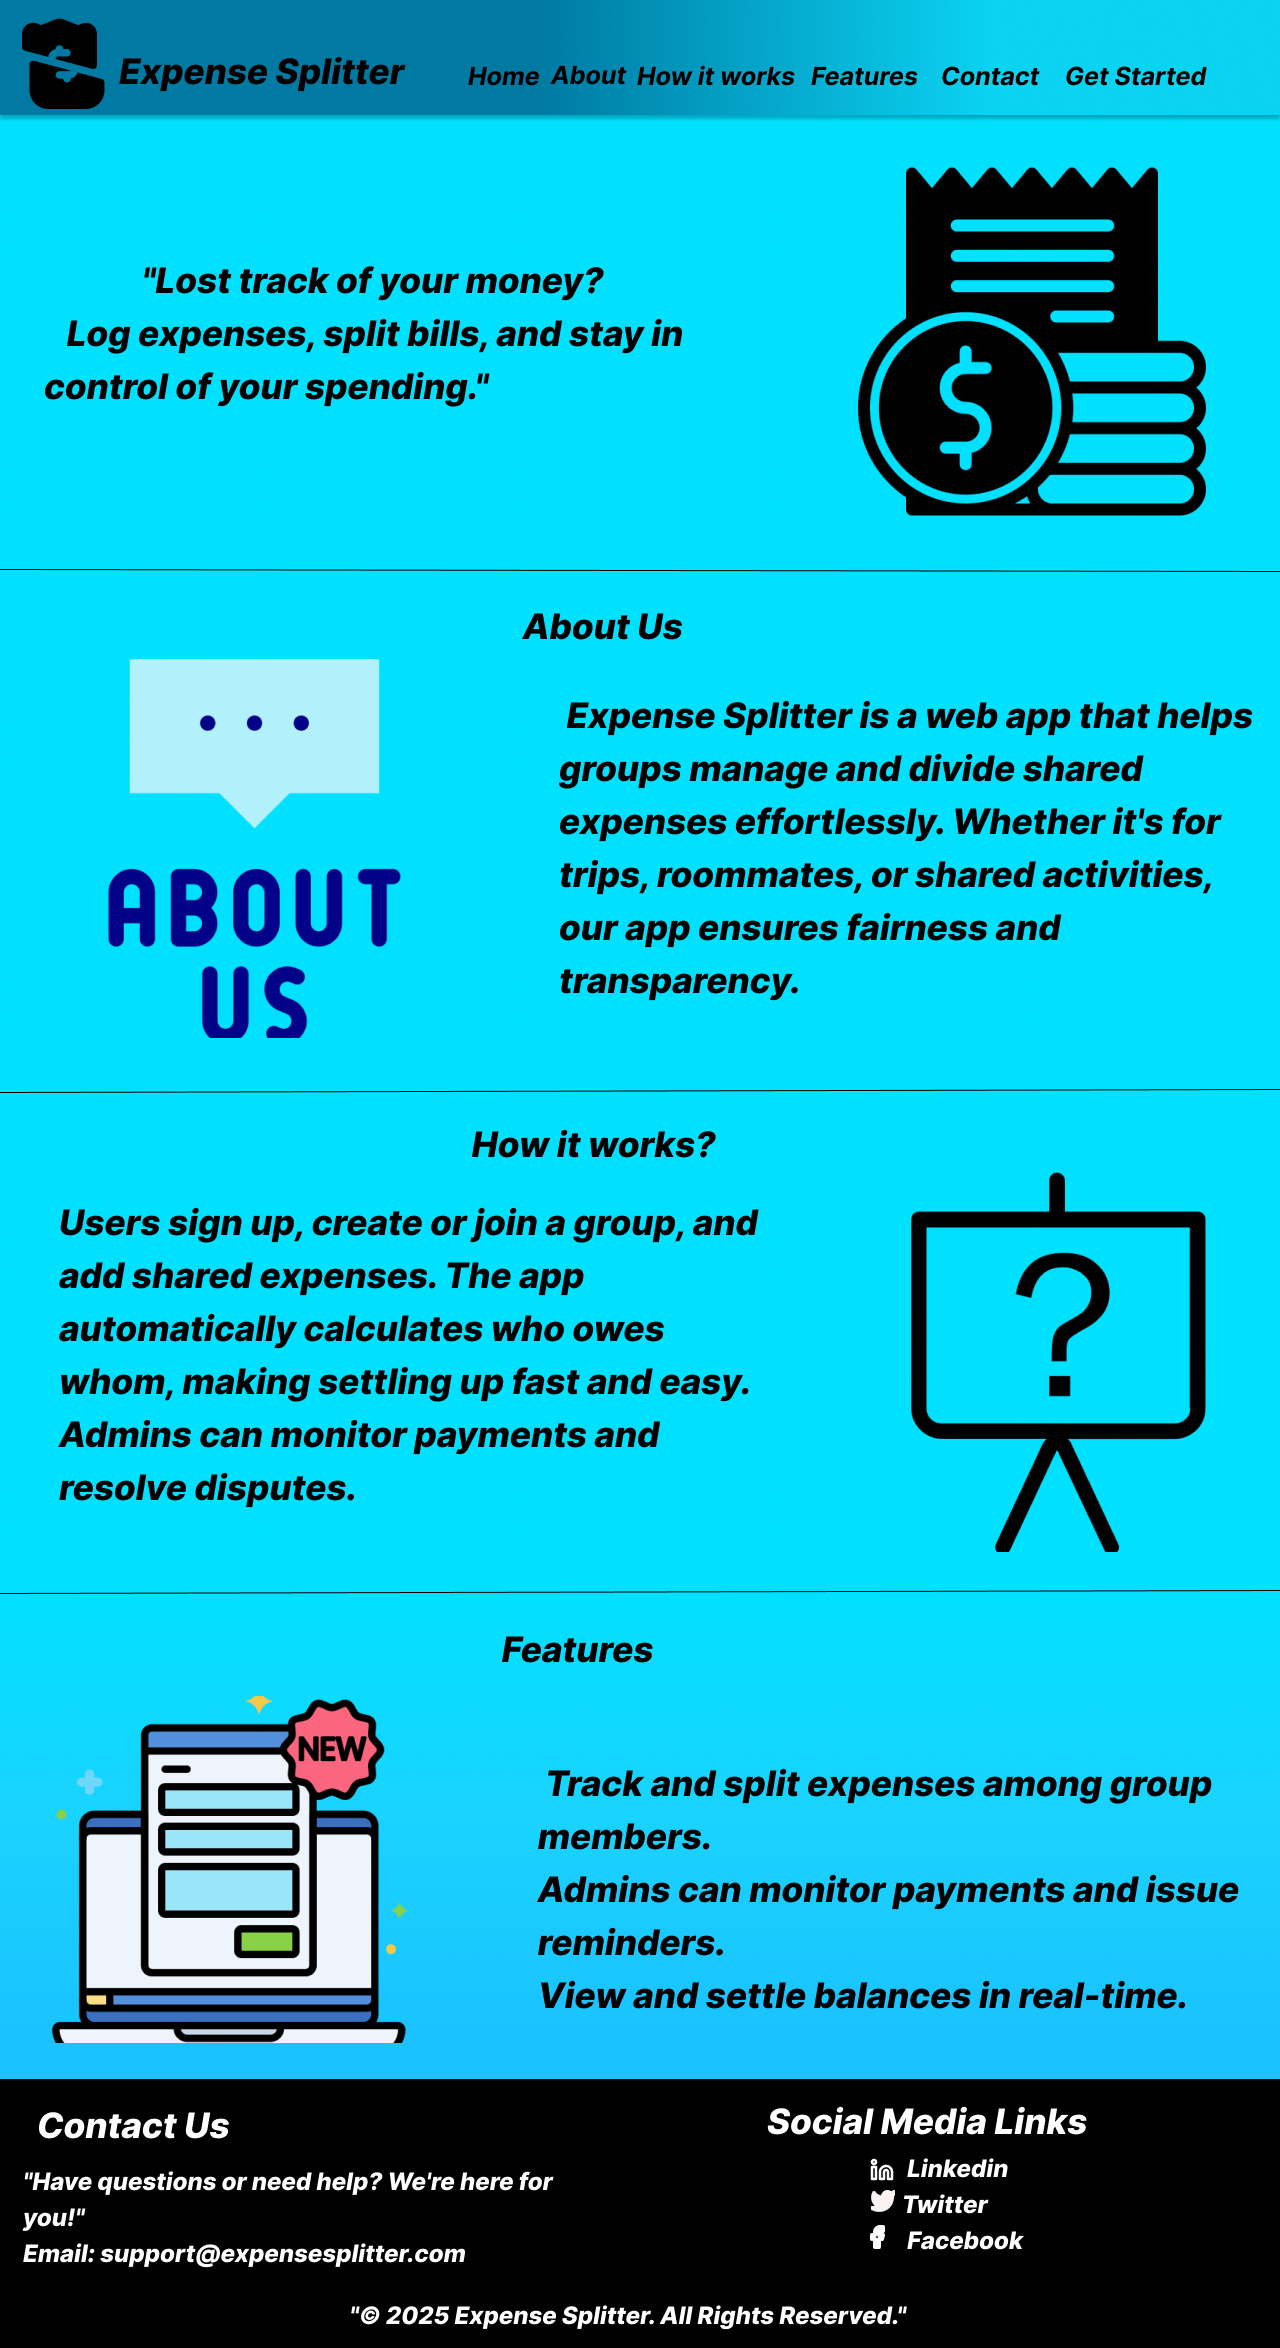 Expense Splitter
Home About How it works Features Contact Get Started
"Lost track of your money?
Log expenses, split bills, and stay in
control of your spending."
$
About Us
Expense Splitter is a web app that helps
groups manage and divide shared
expenses effortlessly. Whether it's for
trips, roommates, or shared activities,
our app ensures fairness and
transparency.
ABOUT
US
How it works?
Users sign up, create or join a group, and
add shared expenses. The app
automatically calculates who owes
whom, making settling up fast and easy.
Admins can monitor payments and
resolve disputes.
?
Features
NEW
Track and split expenses among group
members.
Admins can monitor payments and issue
reminders.
View and settle balances in real-time.
Contact Us
"Have questions or need help? We're here for
you!"
Email: support@expensesplitter.com
Social Media Links
Linkedin
Twitter
Facebook
"© 2025 Expense Splitter. All Rights Reserved."